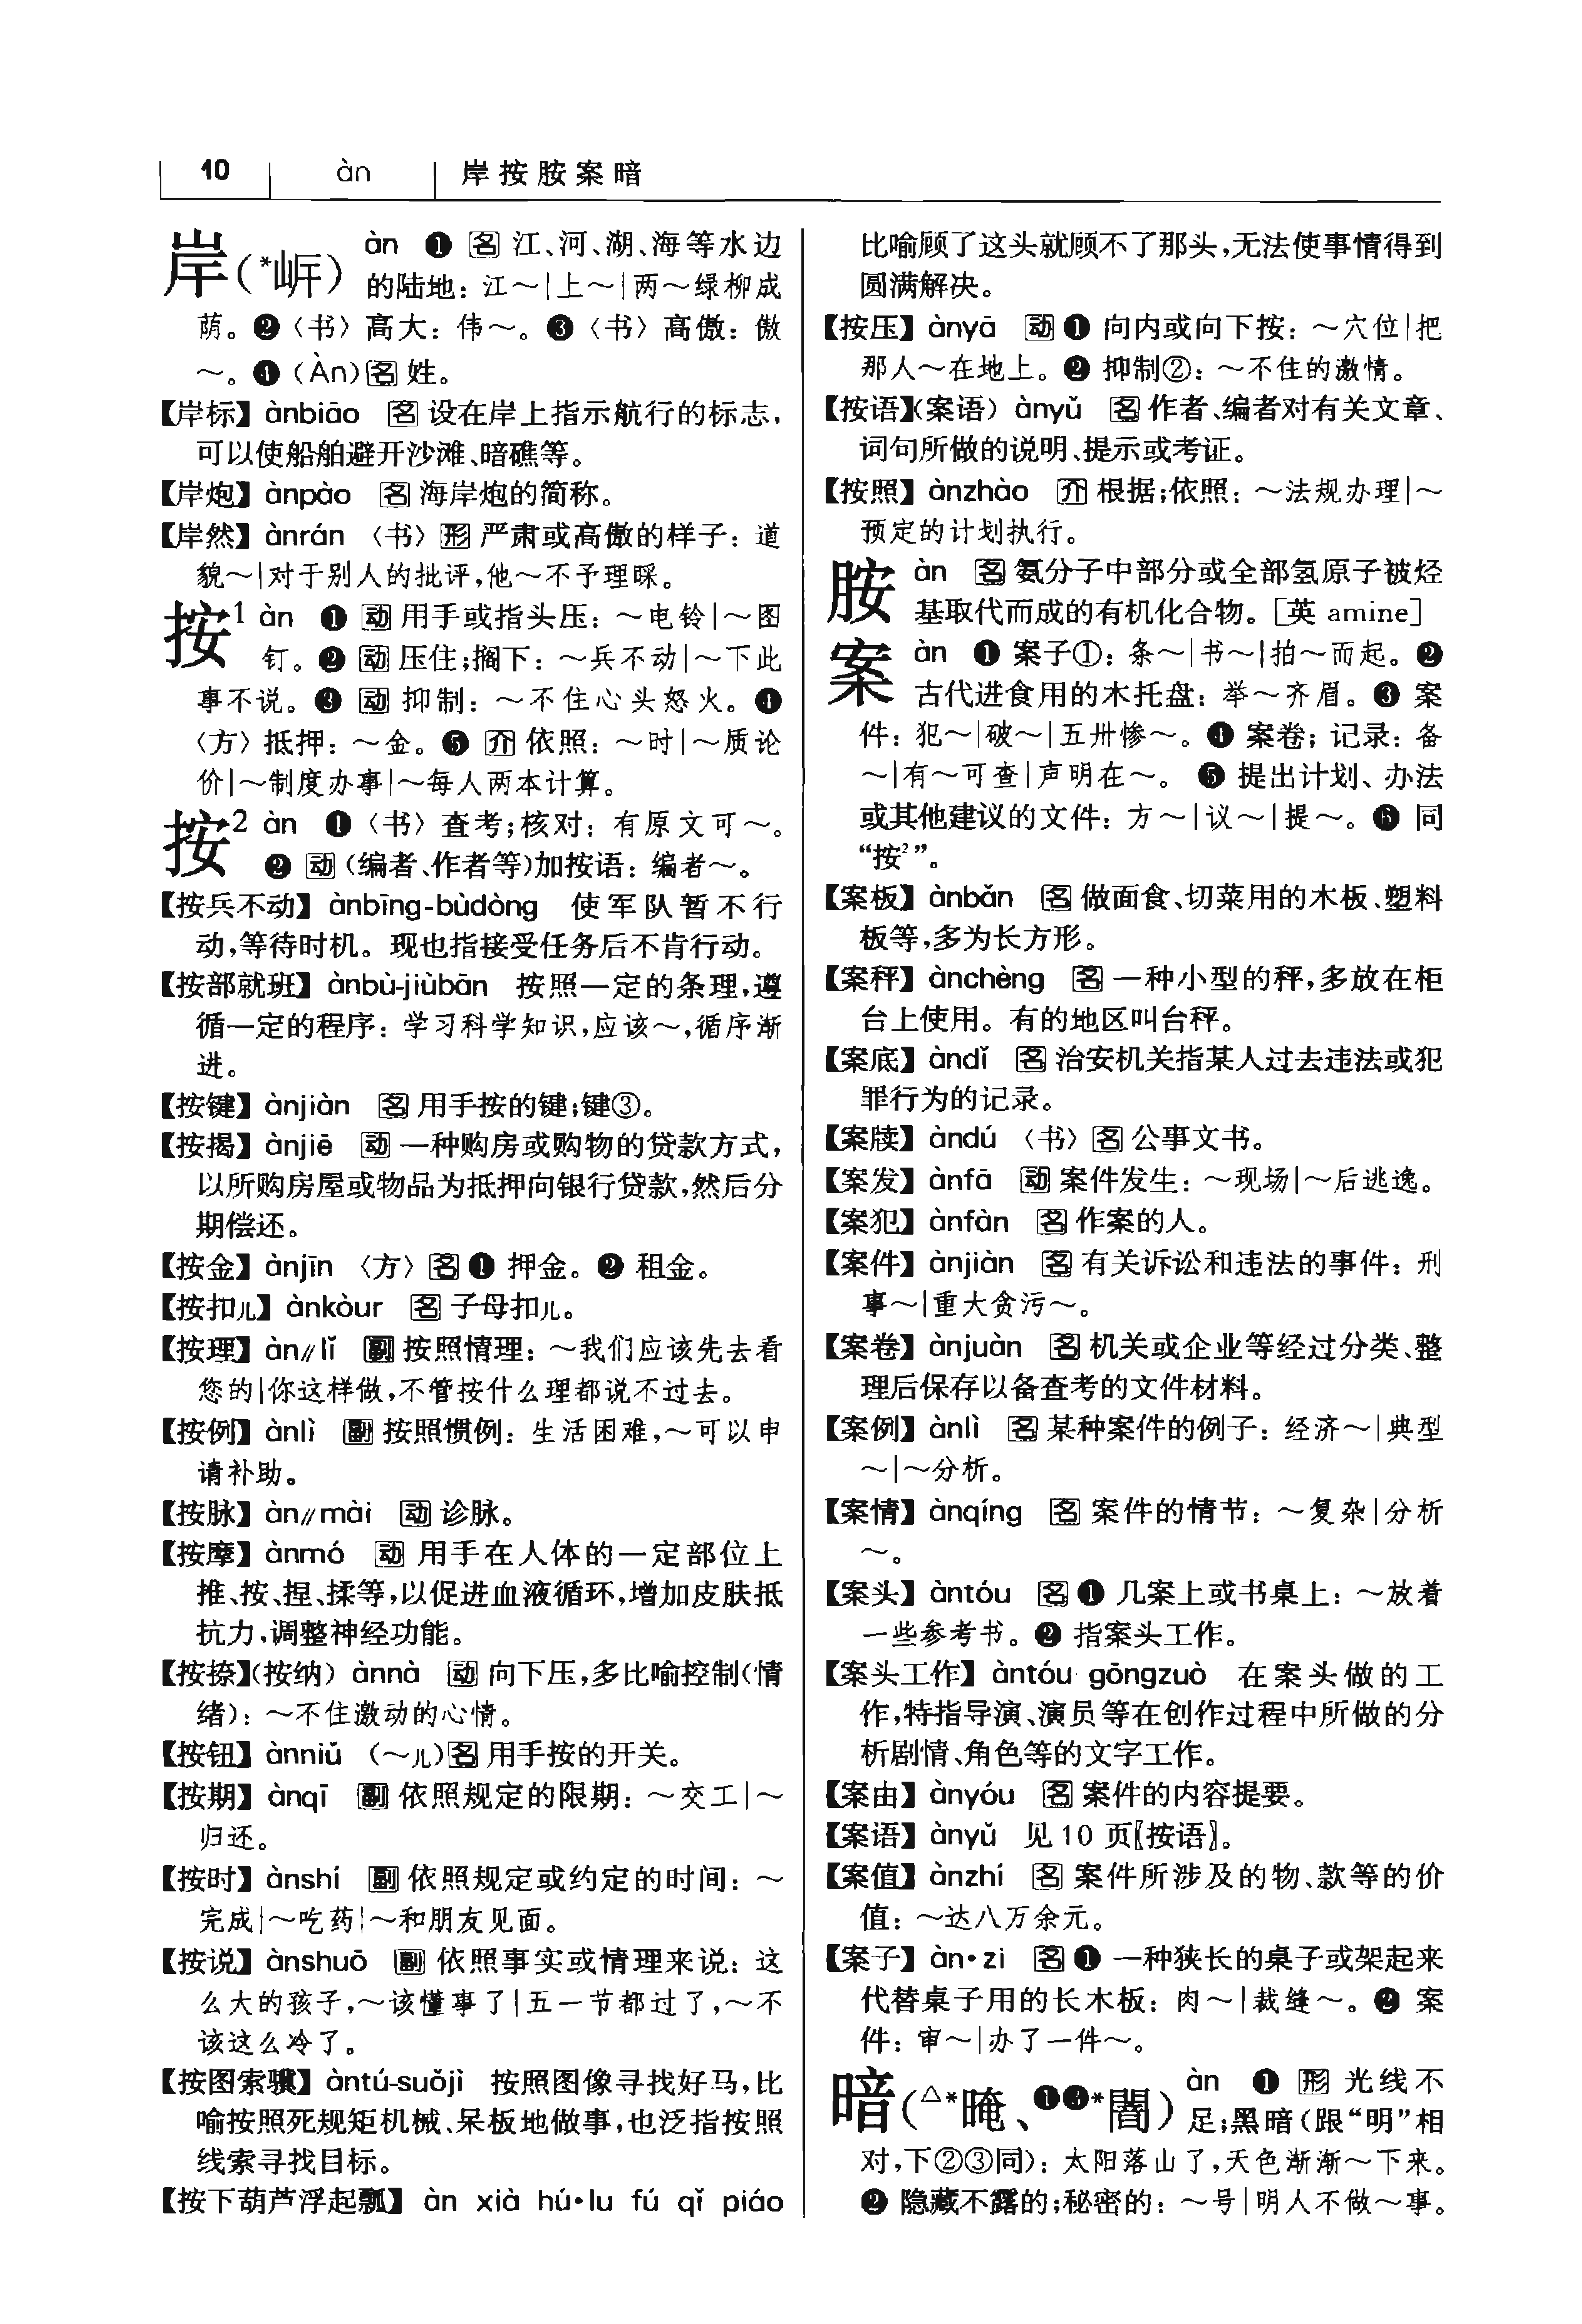 10 àn 岸按胺案暗
岸(*㟁) àn ❶ 名 江、河、湖、海等水边
的陆地：江～|上～|两～绿柳成
荫。❷〈书〉高大：伟～。❸〈书〉高傲：傲
～。❹（Àn）名 姓。
【岸标】ànbiāo 名 设在岸上指示航行的标志，
可以使船舶避开沙滩、暗礁等。
【岸炮】ànpào 名 海岸炮的简称。
【岸然】ànrán 〈书〉形 严肃或高傲的样子：道
貌～|对于别人的批评，他～不予理睬。
按1 àn ❶ 动 用手或指头压：～电铃|～图
钉。❷ 动 压住；搁下：～兵不动|～下此
事不说。❸ 动 抑制：～不住心头怒火。❹
〈方〉抵押：～金。❺ 介 依照：～时|～质论
价|～制度办事|～每人两本计算。
按2 àn ❶〈书〉查考；核对：有原文可～。
❷ 动（编者、作者等）加按语：编者～。
【按兵不动】ànbīng-bùdòng 使军队暂不行
动，等待时机。现也指接受任务后不肯行动。
【按部就班】ànbù-jiùbān 按照一定的条理，遵
循一定的程序：学习科学知识，应该～，循序渐
进。
【按键】ànjiàn 名 用手按的键；键③。
【按揭】ànjiē 动 一种购房或购物的贷款方式，
以所购房屋或物品为抵押向银行贷款，然后分
期偿还。
【按金】ànjīn 〈方〉名 ❶ 押金。❷ 租金。
【按扣儿】ànkòur 名 子母扣儿。
【按理】àn∥lǐ 副 按照情理：～我们应该先去看
您的|你这样做，不管按什么理都说不过去。
【按例】ànlì 副 按照惯例：生活困难，～可以申
请补助。
【按脉】àn∥mài 动 诊脉。
【按摩】ànmó 动 用手在人体的一定部位上
推、按、捏、揉等，以促进血液循环，增加皮肤抵
抗力，调整神经功能。
【按捺】（按纳）ànnà 动 向下压，多比喻控制（情
绪）：～不住激动的心情。
【按钮】ànniǔ （～儿）名 用手按的开关。
【按期】ànqī 副 依照规定的限期：～交工|～
归还。
【按时】ànshí 副 依照规定或约定的时间：～
完成|～吃药|～和朋友见面。
【按说】ànshuō 副 依照事实或情理来说：这
么大的孩子，～该懂事了|五一节都过了，～不
该这么冷了。
【按图索骥】àntú-suǒjì 按照图像寻找好马，比
喻按照死规矩机械、呆板地做事，也泛指按照
线索寻找目标。
【按下葫芦浮起瓢】àn xià hú·lu fú qǐ piáo
比喻顾了这头就顾不了那头，无法使事情得到
圆满解决。
【按压】ànyā 动 ❶ 向内或向下按：～穴位|把
那人～在地上。❷ 抑制②：～不住的激情。
【按语】（案语）ànyǔ 名 作者、编者对有关文章、
词句所做的说明、提示或考证。
【按照】ànzhào 介 根据；依照：～法规办理|～
预定的计划执行。
胺 àn 名 氨分子中部分或全部氢原子被烃
基取代而成的有机化合物。［英 amine］
案 àn ❶ 案子①：条～|书～|拍～而起。❷
古代进食用的木托盘：举～齐眉。❸ 案
件：犯～|破～|五卅惨～。❹ 案卷；记录：备
～|有～可查|声明在～。❺ 提出计划、办法
或其他建议的文件：方～|议～|提～。❻ 同
“按2”。
【案板】ànbǎn 名 做面食、切菜用的木板、塑料
板等，多为长方形。
【案秤】ànchèng 名 一种小型的秤，多放在柜
台上使用。有的地区叫台秤。
【案底】àndǐ 名 治安机关指某人过去违法或犯
罪行为的记录。
【案牍】àndú 〈书〉名 公事文书。
【案发】ànfā 动 案件发生：～现场|～后逃逸。
【案犯】ànfàn 名 作案的人。
【案件】ànjiàn 名 有关诉讼和违法的事件：刑
事～|重大贪污～。
【案卷】ànjuàn 名 机关或企业等经过分类、整
理后保存以备查考的文件材料。
【案例】ànlì 名 某种案件的例子：经济～|典型
～|～分析。
【案情】ànqíng 名 案件的情节：～复杂|分析
～。
【案头】àntóu 名 ❶ 几案上或书桌上：～放着
一些参考书。❷ 指案头工作。
【案头工作】àntóu gōngzuò 在案头做的工
作，特指导演、演员等在创作过程中所做的分
析剧情、角色等的文字工作。
【案由】ànyóu 名 案件的内容提要。
【案语】ànyǔ 见10 页〖按语〗。
【案值】ànzhí 名 案件所涉及的物、款等的价
值：～达八万余元。
【案子】àn·zi 名 ❶ 一种狭长的桌子或架起来
代替桌子用的长木板：肉～|裁缝～。❷ 案
件：审～|办了一件～。
暗(△*晻、❶❸*闇) àn ❶ 形 光线不
足；黑暗（跟“明”相
对，下②③同）：太阳落山了，天色渐渐～下来。
❷ 隐藏不露的；秘密的：～号|明人不做～事。